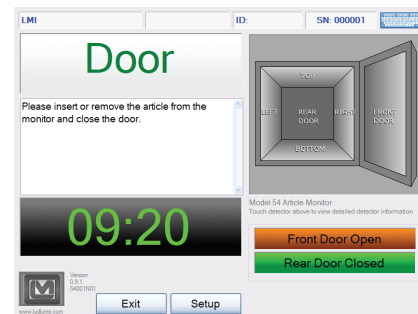 LMI
ID:
SN: 000001
Door
Please insert or remove the article from the
monitor and close the door.
TOP
LEFT
REAR
DOOR
RIGHT
FRONT
DOOR
BOTTOM
09:20
Model 54 Article Monitor
Touch detector above to view detailed detector information
Front Door Open
Rear Door Closed
Version
0.9.1
54001N01
www.ludlums.com
Exit
Setup